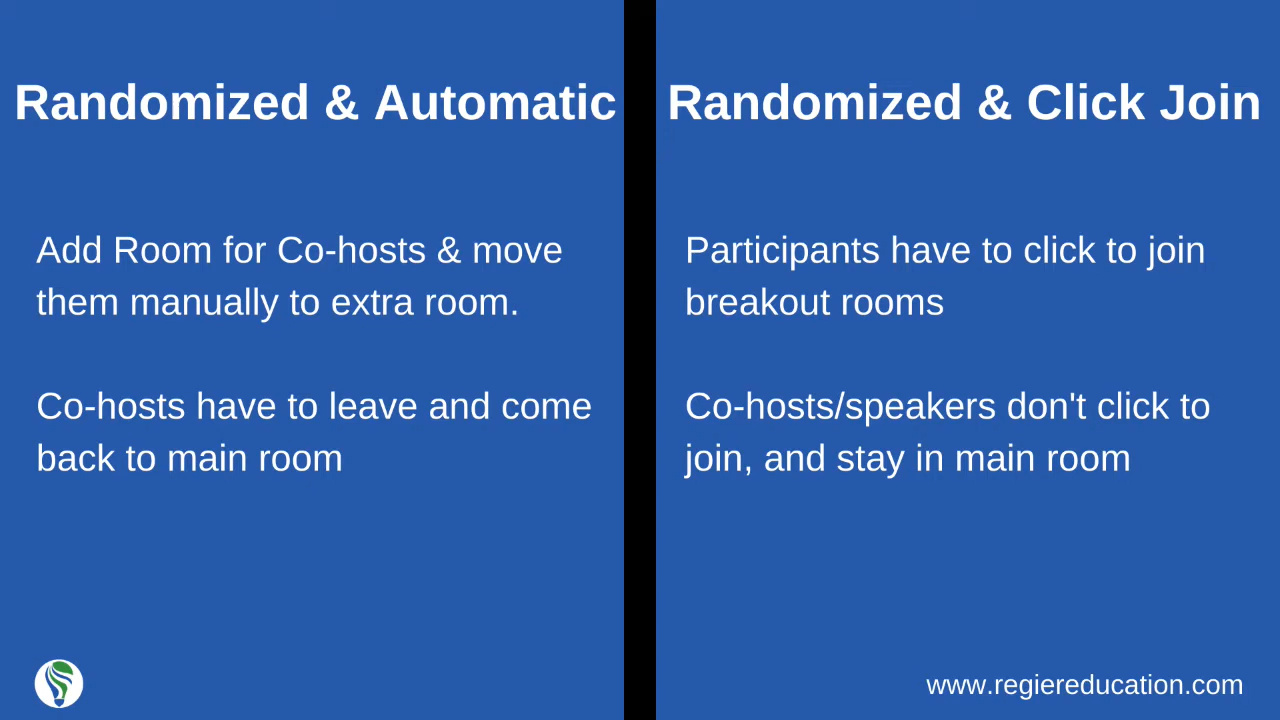 Randomized & Automatic
Add Room for Co-hosts & move
them manually to extra room.
Co-hosts have to leave and come
back to main room
Randomized & Click Join
Participants have to click to join
breakout rooms
Co-hosts/speakers don't click to
join, and stay in main room
www.regiereducation.com